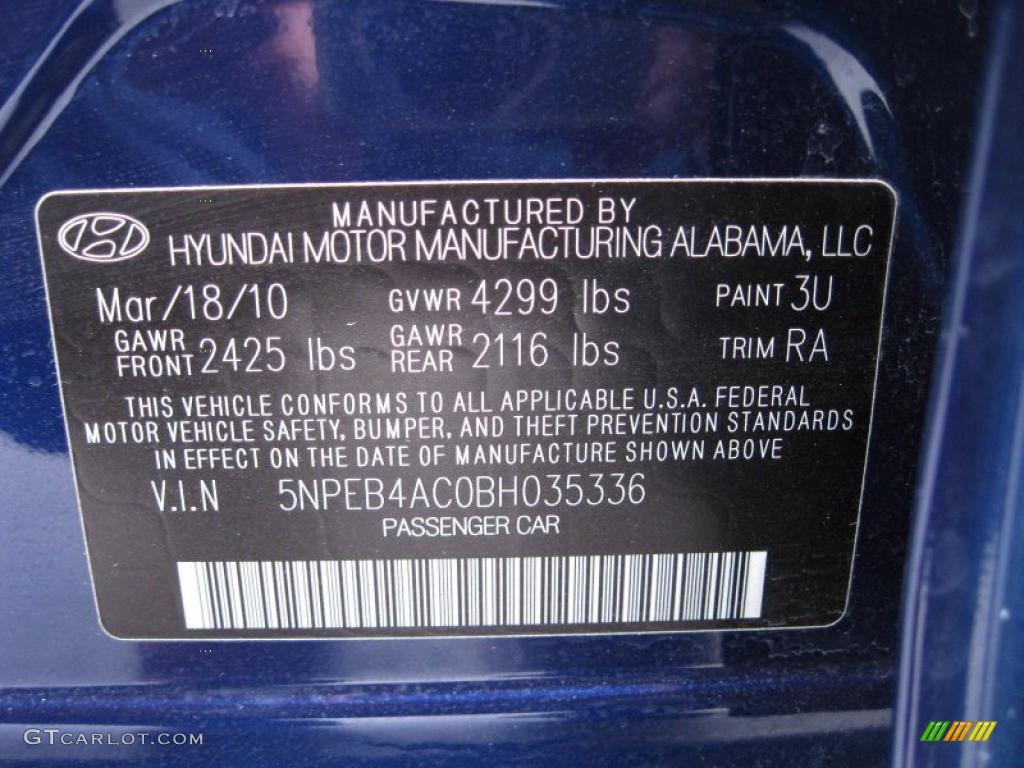 MANUFACTURED BY
HYUNDAI MOTOR MANUFACTURING ALABAMA, LLC
Mar/18/10 GVWR 4299 lbs PAINT 3U
GAWR FRONT 2425 lbs GAWR REAR 2116 lbs TRIM RA
THIS VEHICLE CONFORMS TO ALL APPLICABLE U.S.A. FEDERAL
MOTOR VEHICLE SAFETY, BUMPER, AND THEFT PREVENTION STANDARDS
IN EFFECT ON THE DATE OF MANUFACTURE SHOWN ABOVE
V.I.N 5NPEB4AC0BH035336
PASSENGER CAR
GTCARLOT.COM